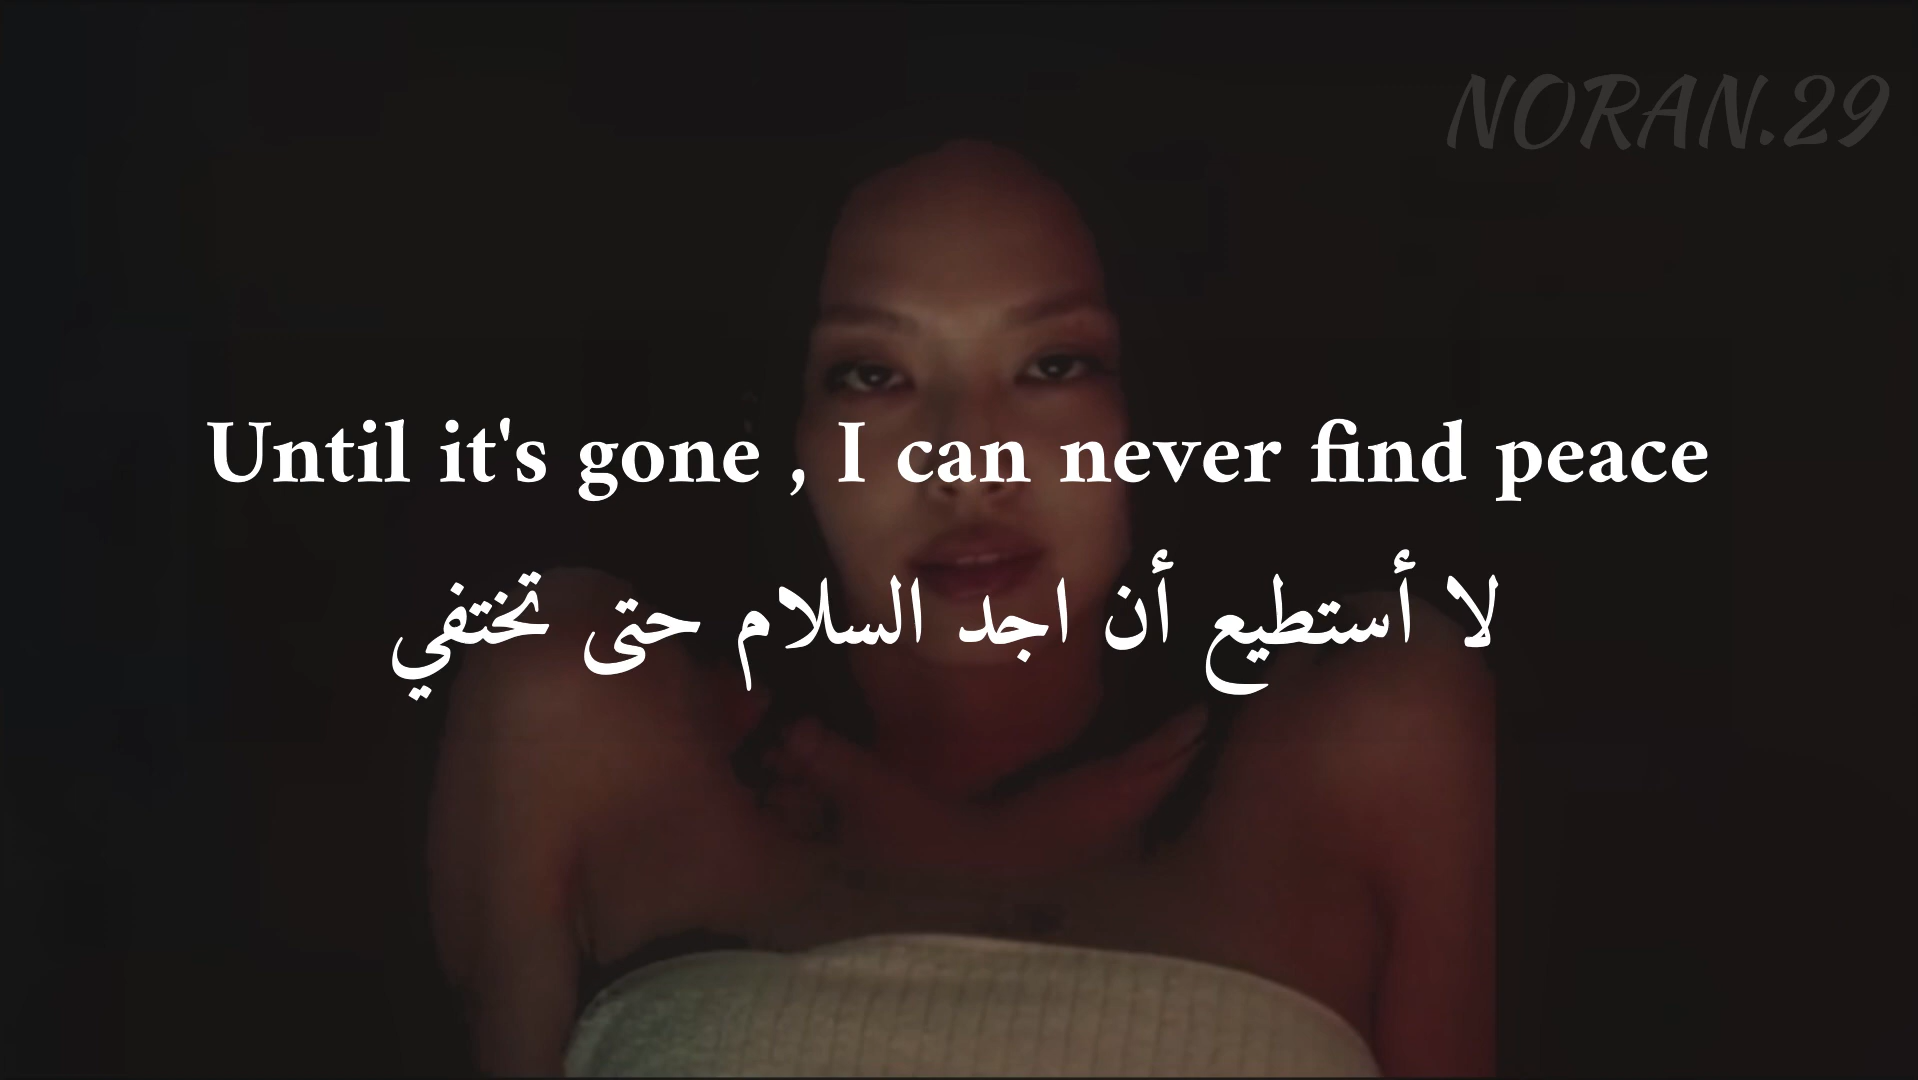 NORAN.29
Until it's gone , I can never find peace
لا أستطيع أن اجد السلام حتى تختفي